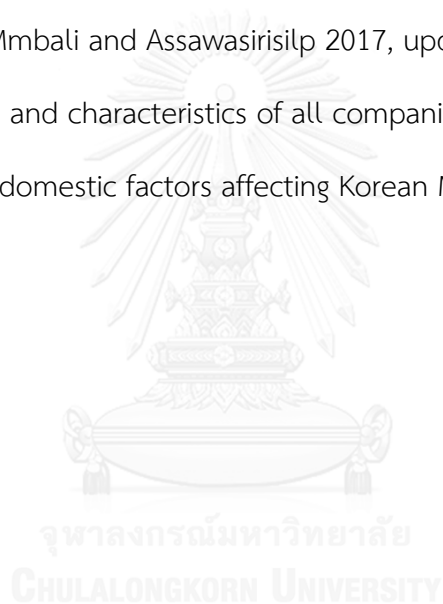 Mmbali and Assawasirisilp 2017, upo
and characteristics of all compani
domestic factors affecting Korean M
จุฬาลงกรณ์มหาวิทยาลัย
CHULALONGKORN UNIVERSITY